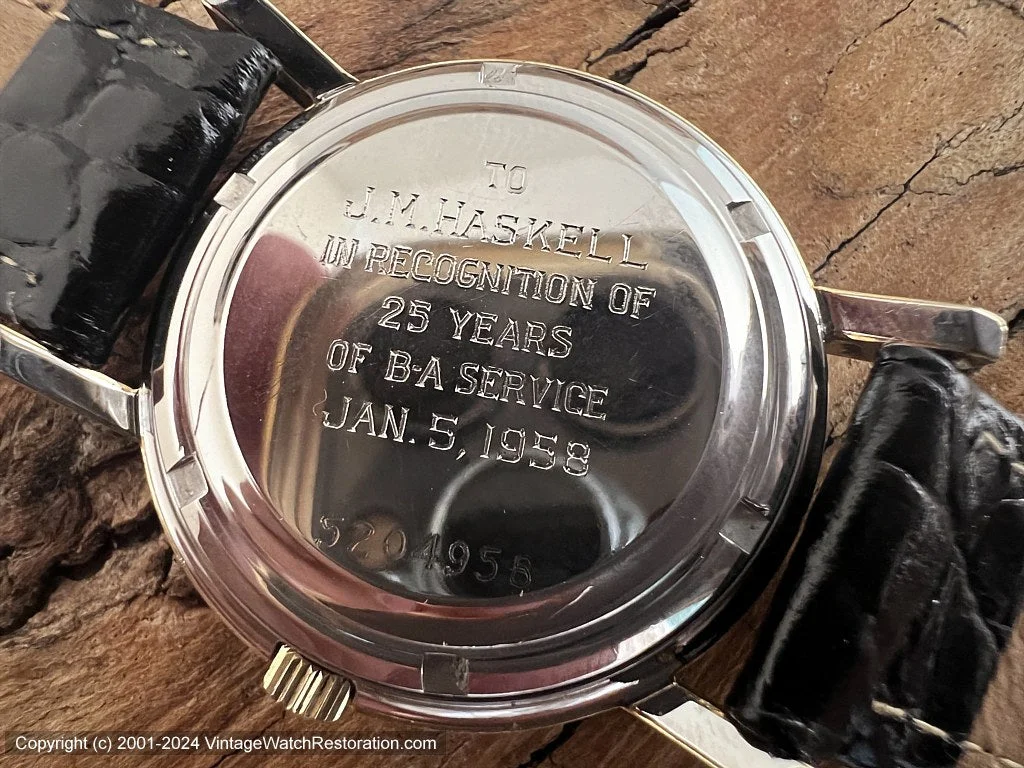 TO
J.M.HASKELL
IN RECOGNITION OF
25 YEARS
OF B-A SERVICE
JAN. 5, 1958
5204958
Copyright (c) 2001-2024 VintageWatchRestoration.com